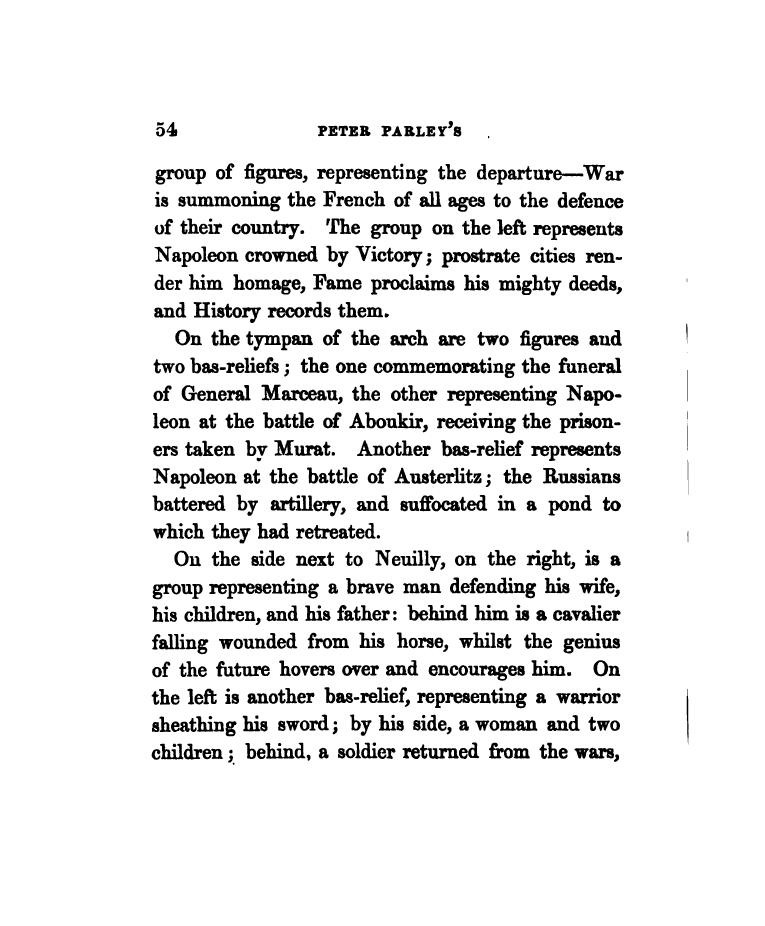 54 PETER PARLEY'S
group of figures, representing the departure—War
is summoning the French of all ages to the defence
of their country. The group on the left represents
Napoleon crowned by Victory; prostrate cities ren-
der him homage, Fame proclaims his mighty deeds,
and History records them.
On the tympan of the arch are two figures and
two bas-reliefs; the one commemorating the funeral
of General Marceau, the other representing Napo-
leon at the battle of Aboukir, receiving the prison-
ers taken by Murat. Another bas-relief represents
Napoleon at the battle of Austerlitz; the Russians
battered by artillery, and suffocated in a pond to
which they had retreated.
On the side next to Neuilly, on the right, is a
group representing a brave man defending his wife,
his children, and his father: behind him is a cavalier
falling wounded from his horse, whilst the genius
of the future hovers over and encourages him. On
the left is another bas-relief, representing a warrior
sheathing his sword; by his side, a woman and two
children; behind, a soldier returned from the wars,